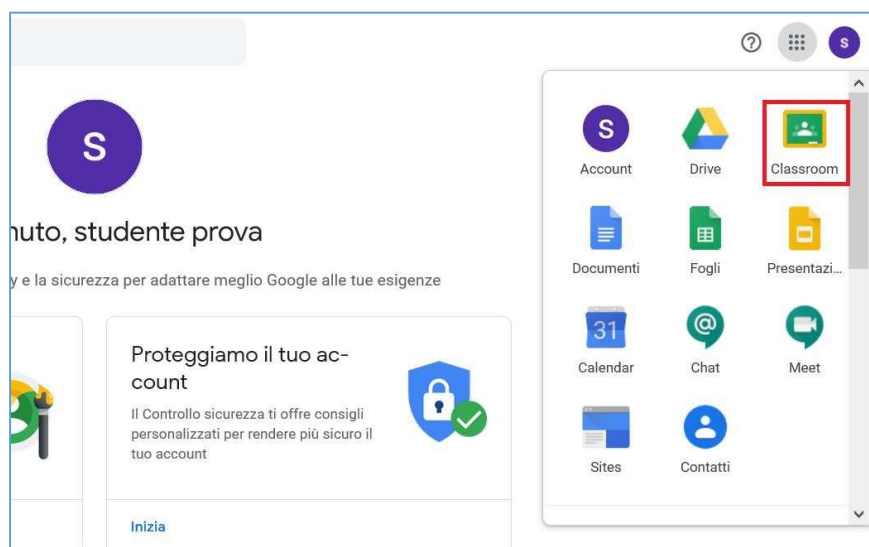 S
S
nuto, studente prova
y e la sicurezza per adattare meglio Google alle tue esigenze
Proteggiamo il tuo ac-
count
Il Controllo sicurezza ti offre consigli
personalizzati per rendere più sicuro il
tuo account
Inizia
S
Account
Drive
Classroom
Documenti
Fogli
Presentazi...
31
@
Calendar
Chat
Meet
Sites
Contatti